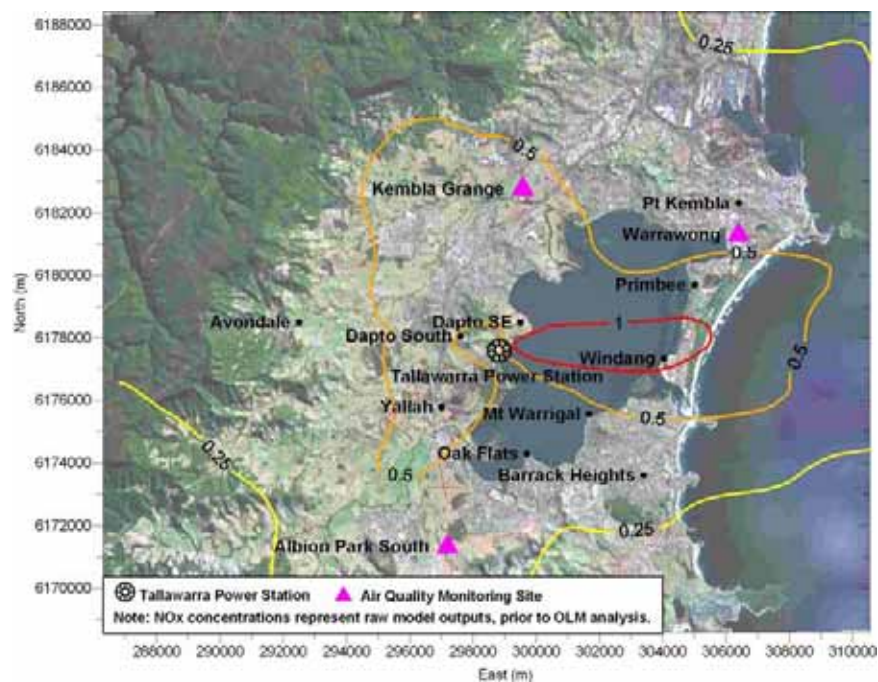 6188000
6186000
6184000
6182000
6180000
6178000
6176000
6174000
6172000
6170000
North (m)
0.25
0.5
Kembla Grange
Pt Kembla
Warrawong
0.5
Primbee
Avondale
Dapto SE
1
Dapto South
Windang
0.5
Tallawarra Power Station
Yallah
Mt Warrigal
0.5
0.25
Oak Flats
Barrack Heights
0.5
0.25
Albion Park South
Tallawarra Power Station
Air Quality Monitoring Site
Note: NOx concentrations represent raw model outputs, prior to OLM analysis.
288000 290000 292000 294000 296000 298000 300000 302000 304000 306000 308000 310000
East (m)